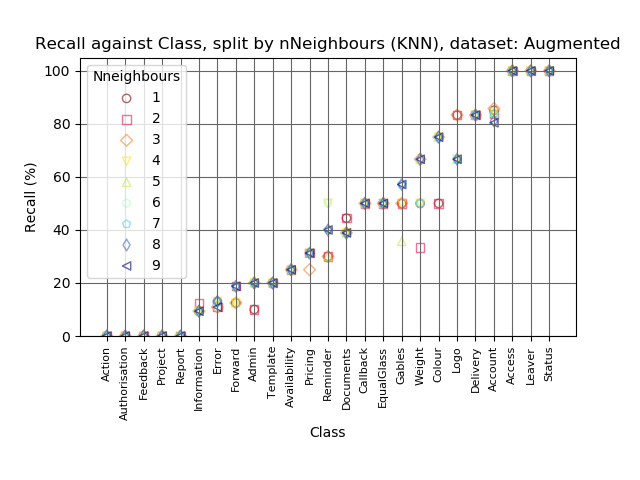 Recall against Class, split by nNeighbours (KNN), dataset: Augmented
Recall (%)
100
80
60
40
20
0
Nneighbours
1
2
3
4
5
6
7
8
9
Action
Authorisation
Feedback
Project
Report
Information
Error
Forward
Admin
Template
Availability
Pricing
Reminder
Documents
Callback
EqualGlass
Gables
Weight
Colour
Logo
Delivery
Account
Access
Leaver
Status
Class